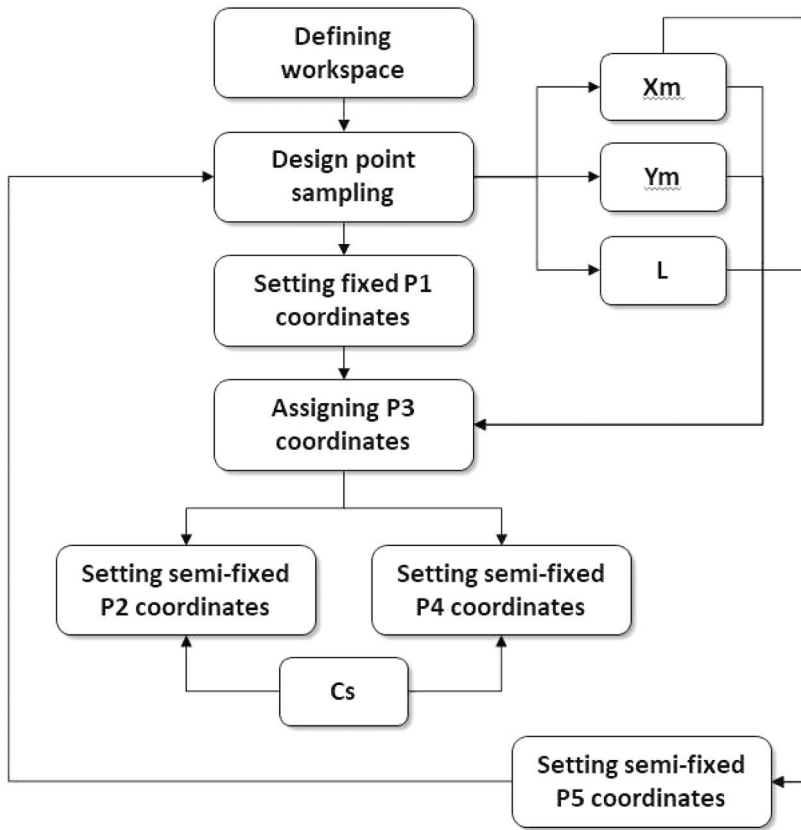 Defining
workspace
Design point
sampling
Xm
Ym
L
Setting fixed P1
coordinates
Assigning P3
coordinates
Setting semi-fixed
P2 coordinates
Setting semi-fixed
P4 coordinates
Cs
Setting semi-fixed
P5 coordinates